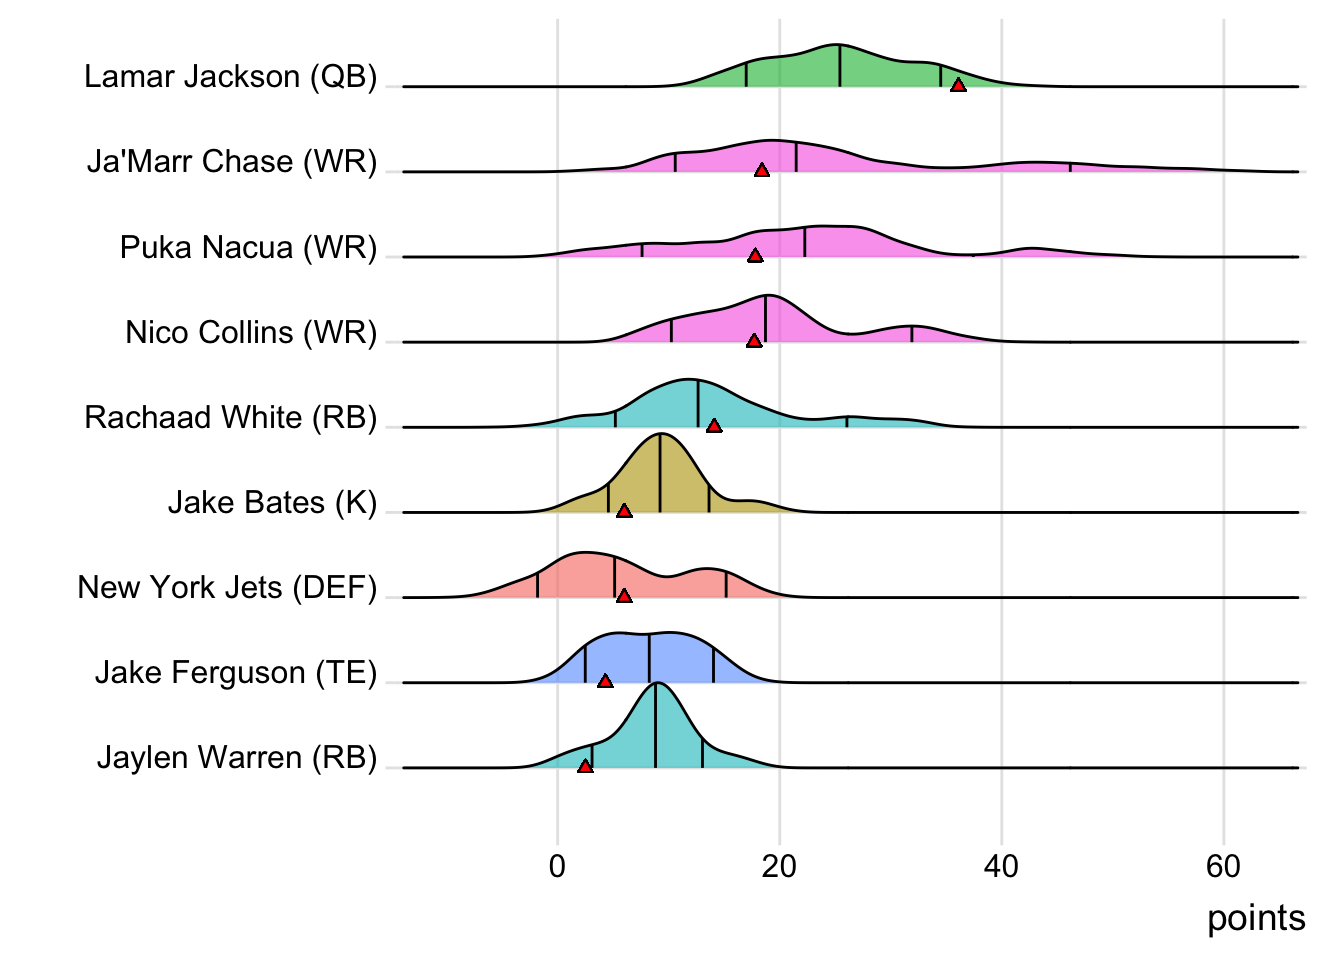 Lamar Jackson (QB)
Ja'Marr Chase (WR)
Puka Nacua (WR)
Nico Collins (WR)
Rachaad White (RB)
Jake Bates (K)
New York Jets (DEF)
Jake Ferguson (TE)
Jaylen Warren (RB)
0 20 40 60
points